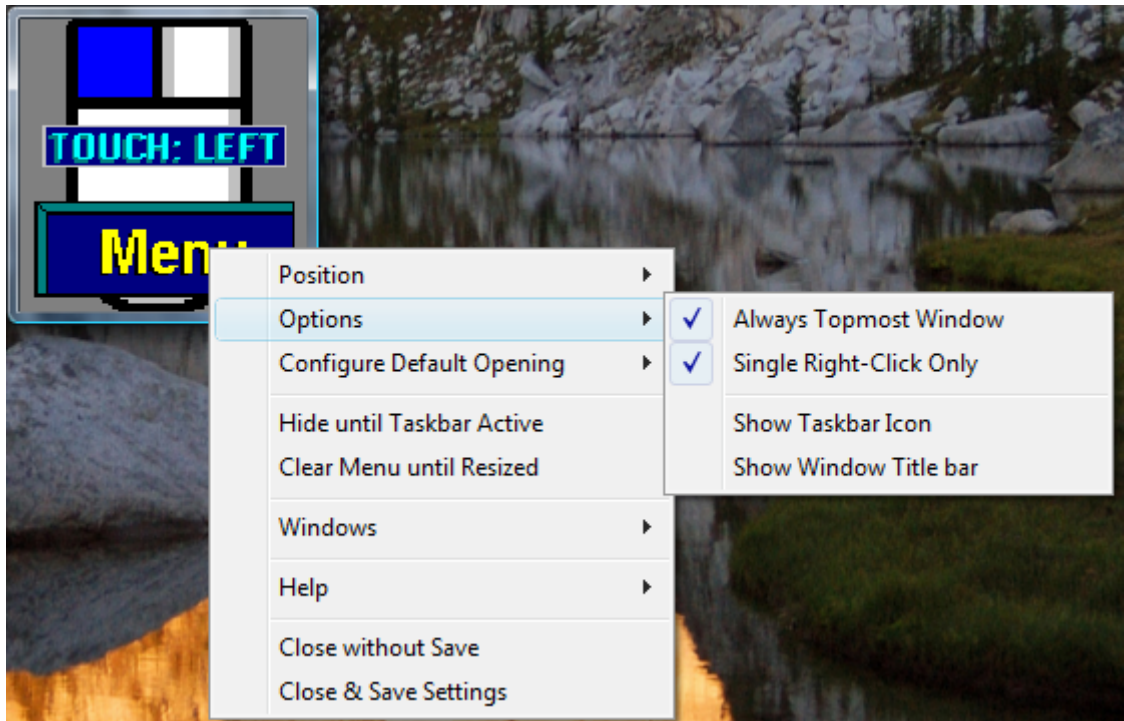 TOUCH: LEFT
Menu
Position
Options
Configure Default Opening
Hide until Taskbar Active
Clear Menu until Resized
Windows
Help
Close without Save
Close & Save Settings
Always Topmost Window
Single Right-Click Only
Show Taskbar Icon
Show Window Title bar